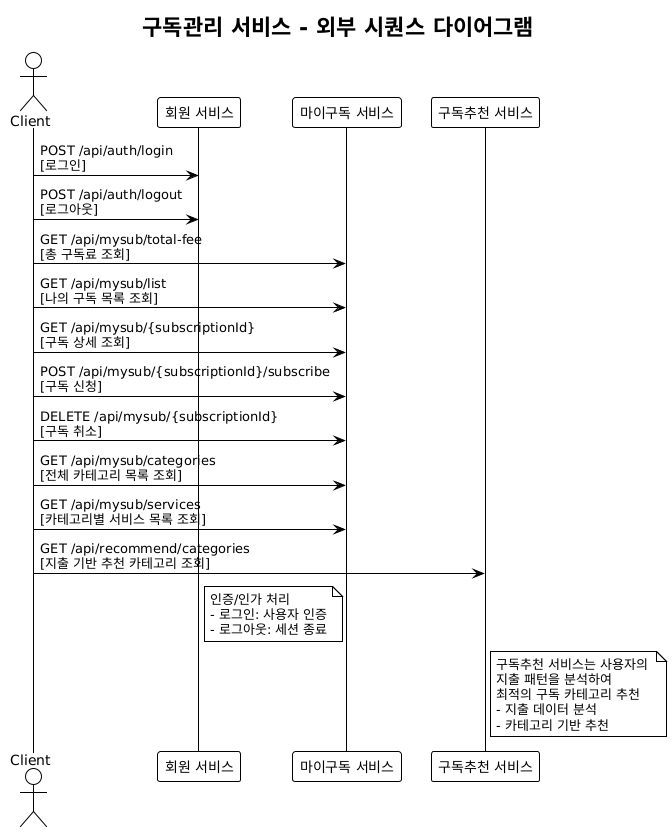 구독관리 서비스 - 외부 시퀀스 다이어그램
Client
회원 서비스
마이구독 서비스
구독추천 서비스
POST /api/auth/login
[로그인]
POST /api/auth/logout
[로그아웃]
GET /api/mysub/total-fee
[총 구독료 조회]
GET /api/mysub/list
[나의 구독 목록 조회]
GET /api/mysub/{subscriptionId}
[구독 상세 조회]
POST /api/mysub/{subscriptionId}/subscribe
[구독 신청]
DELETE /api/mysub/{subscriptionId}
[구독 취소]
GET /api/mysub/categories
[전체 카테고리 목록 조회]
GET /api/mysub/services
[카테고리별 서비스 목록 조회]
GET /api/recommend/categories
[지출 기반 추천 카테고리 조회]
인증/인가 처리
- 로그인: 사용자 인증
- 로그아웃: 세션 종료
구독추천 서비스는 사용자의
지출 패턴을 분석하여
최적의 구독 카테고리 추천
- 지출 데이터 분석
- 카테고리 기반 추천
Client
회원 서비스
마이구독 서비스
구독추천 서비스